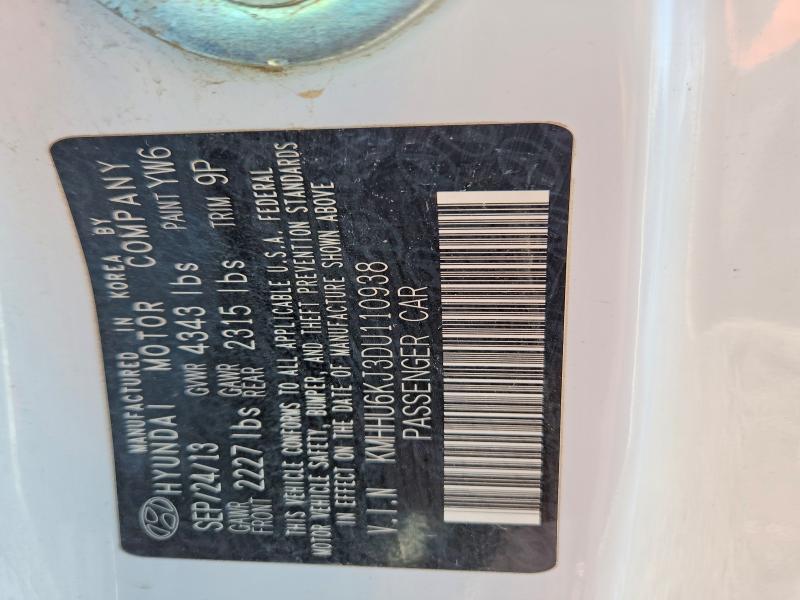 MANUFACTURED IN KOREA BY
HYUNDAI MOTOR COMPANY
SEP/24/13 GVWR 4343 lbs PAINT YW6
GAWR FRONT 2227 lbs GAWR REAR 2315 lbs TRIM 9P
THIS VEHICLE CONFORMS TO ALL APPLICABLE U.S.A. FEDERAL
MOTOR VEHICLE SAFETY, BUMPER, AND THEFT PREVENTION STANDARDS
IN EFFECT ON THE DATE OF MANUFACTURE SHOWN ABOVE
V.I.N KMHHU6KJ3DU110938
PASSENGER CAR